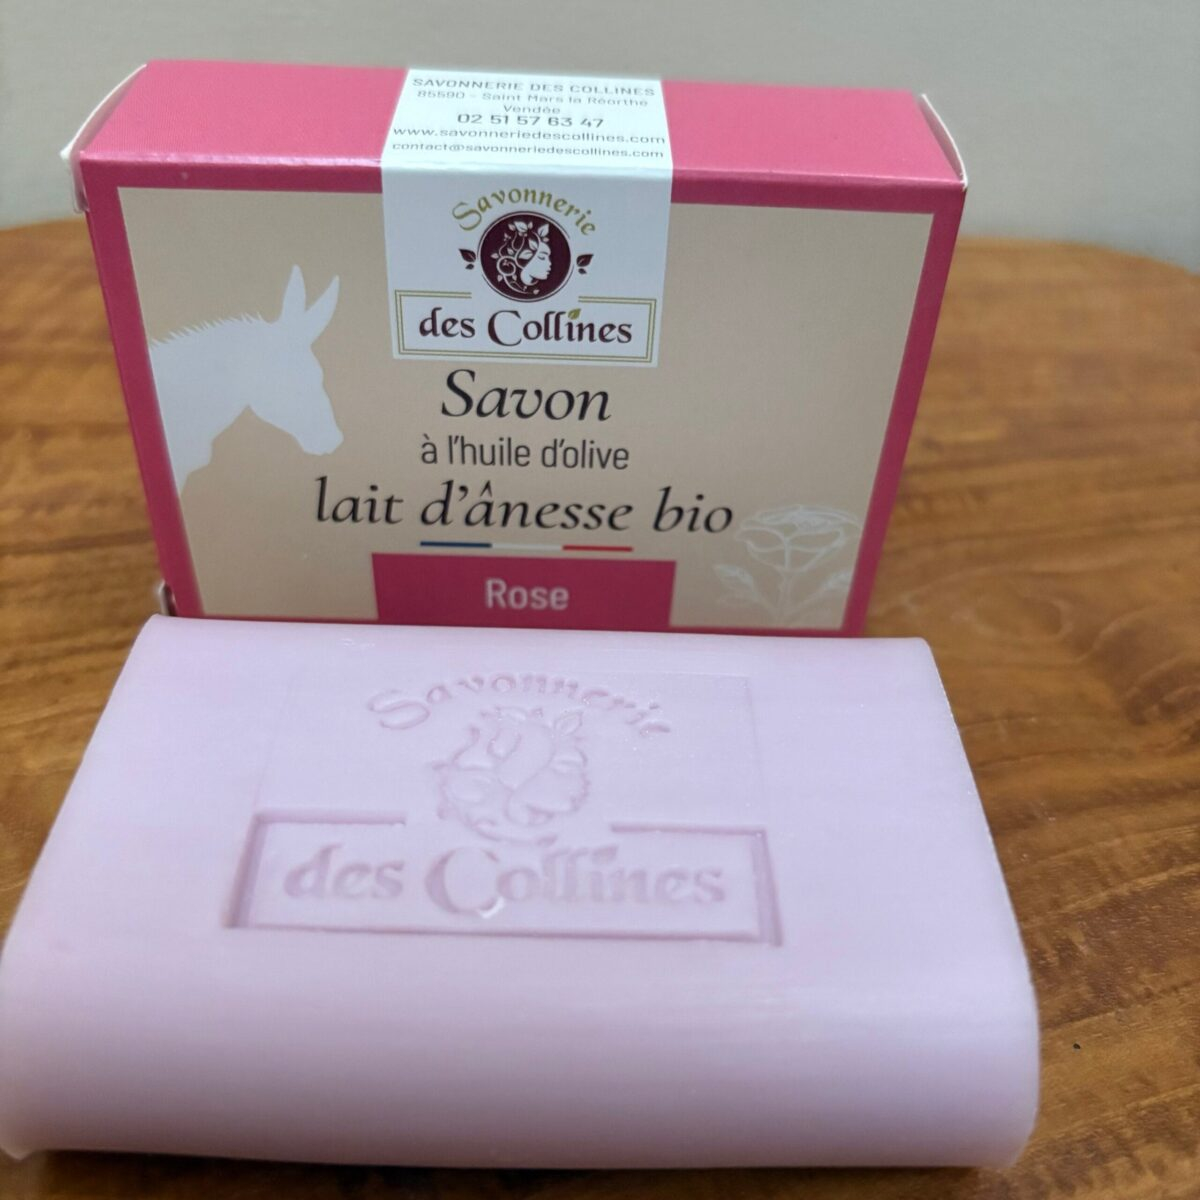 SAVONNERIE DES COLLINES
85590 - Saint Mars la Réorthe
Vendée
02 51 57 63 47
www.savonneriedescollines.com
contact@savonneriedescollines.com
Savonnerie
des Collines
Savon
à l'huile d'olive
lait d'ânesse bio
Rose
Savonnerie
des Collines